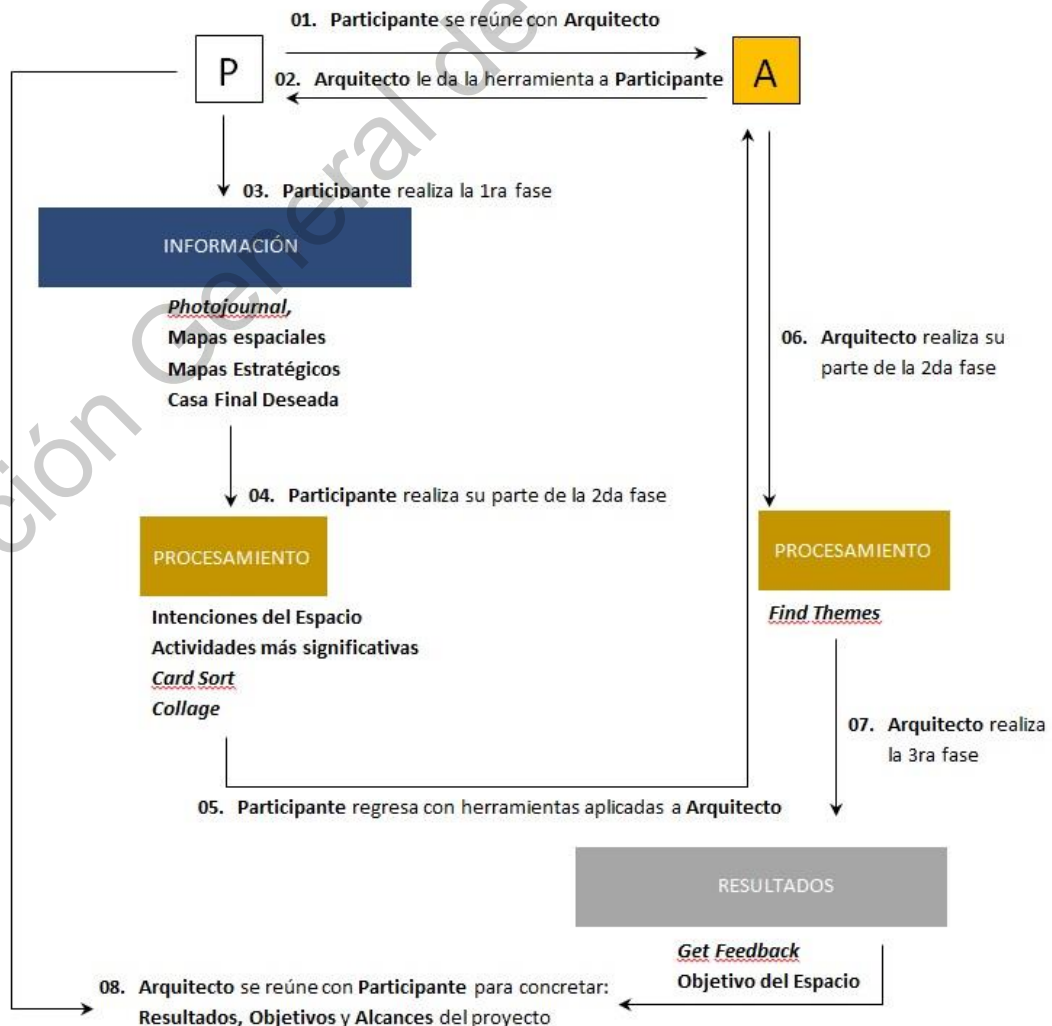 01. Participante se reúne con Arquitecto
P
A
02. Arquitecto le da la herramienta a Participante
03. Participante realiza la 1ra fase
INFORMACIÓN
Photojournal,
Mapas espaciales
Mapas Estratégicos
Casa Final Deseada
06. Arquitecto realiza su
parte de la 2da fase
04. Participante realiza su parte de la 2da fase
PROCESAMIENTO
Intenciones del Espacio
Actividades más significativas
Card Sort
Collage
PROCESAMIENTO
Find Themes
07. Arquitecto realiza
la 3ra fase
05. Participante regresa con herramientas aplicadas a Arquitecto
RESULTADOS
Get Feedback
Objetivo del Espacio
08. Arquitecto se reúne con Participante para concretar:
Resultados, Objetivos y Alcances del proyecto
ción General de